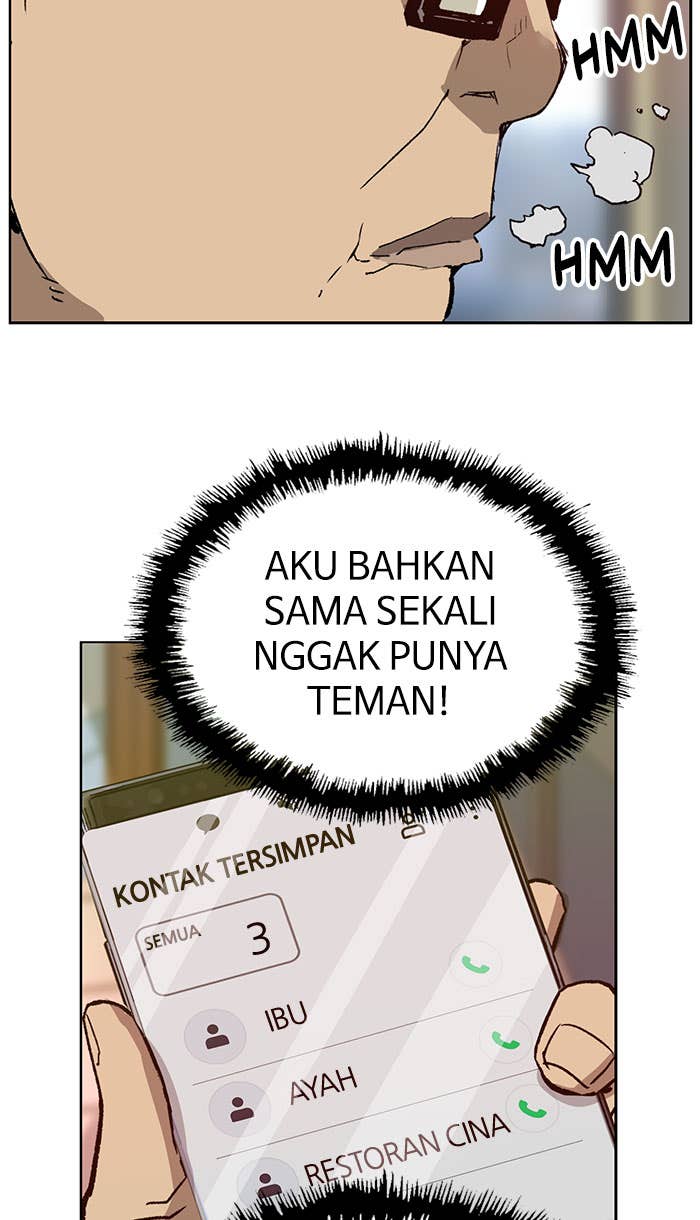 HMM
HMM
AKU BAHKAN
SAMA SEKALI
NGGAK PUNYA
TEMAN!
KONTAK TERSIMPAN
SEMUA 3
IBU
AYAH
RESTORAN CINA